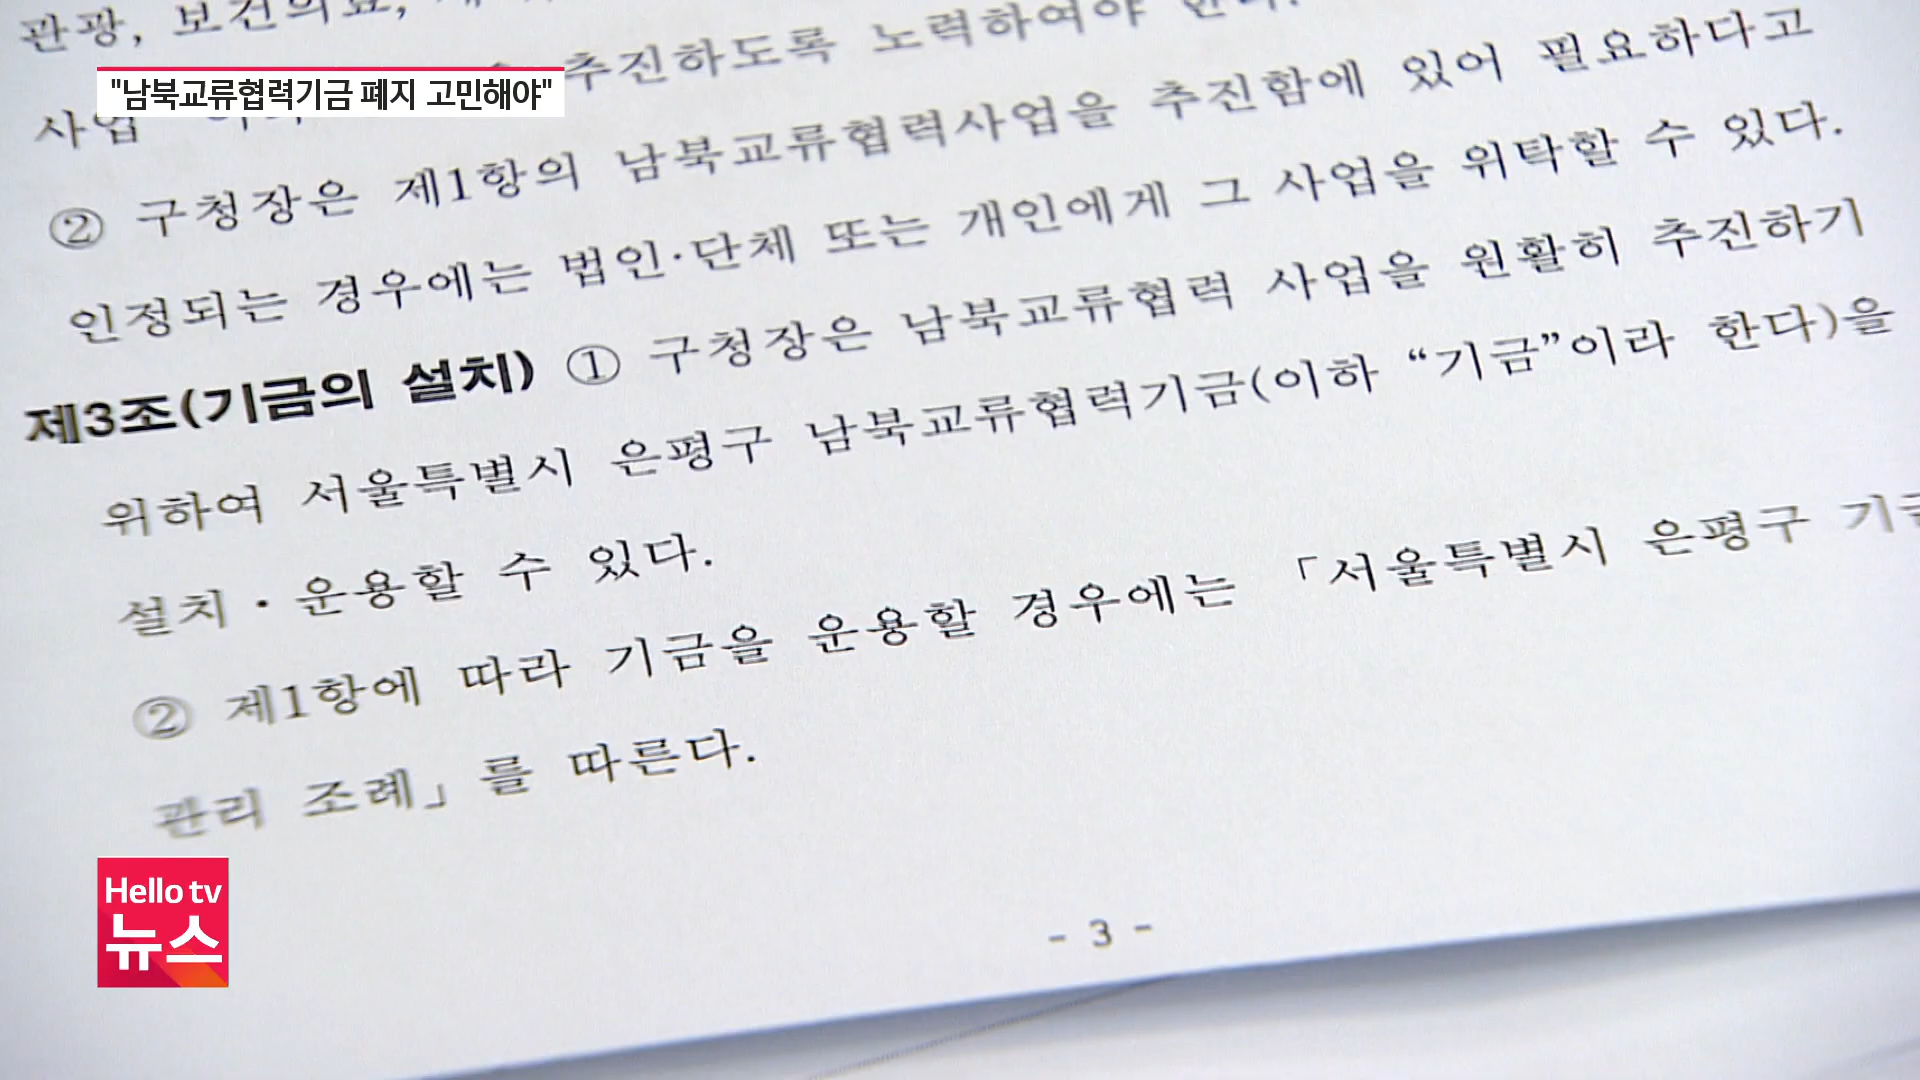 관광, 보건의료,
"남북교류협력기금 폐지 고민해야"
추진하도록 노력하여야 한다.
사업
② 구청장은 제1항의 남북교류협력사업을 추진함에 있어 필요하다고
인정되는 경우에는 법인·단체 또는 개인에게 그 사업을 위탁할 수 있다.
제3조(기금의 설치) ① 구청장은 남북교류협력 사업을 원활히 추진하기
위하여 서울특별시 은평구 남북교류협력기금(이하 “기금”이라 한다)을
설치·운용할 수 있다.
② 제1항에 따라 기금을 운용할 경우에는 「서울특별시 은평구 기금
관리 조례」를 따른다.
- 3 -
Hello tv
뉴스